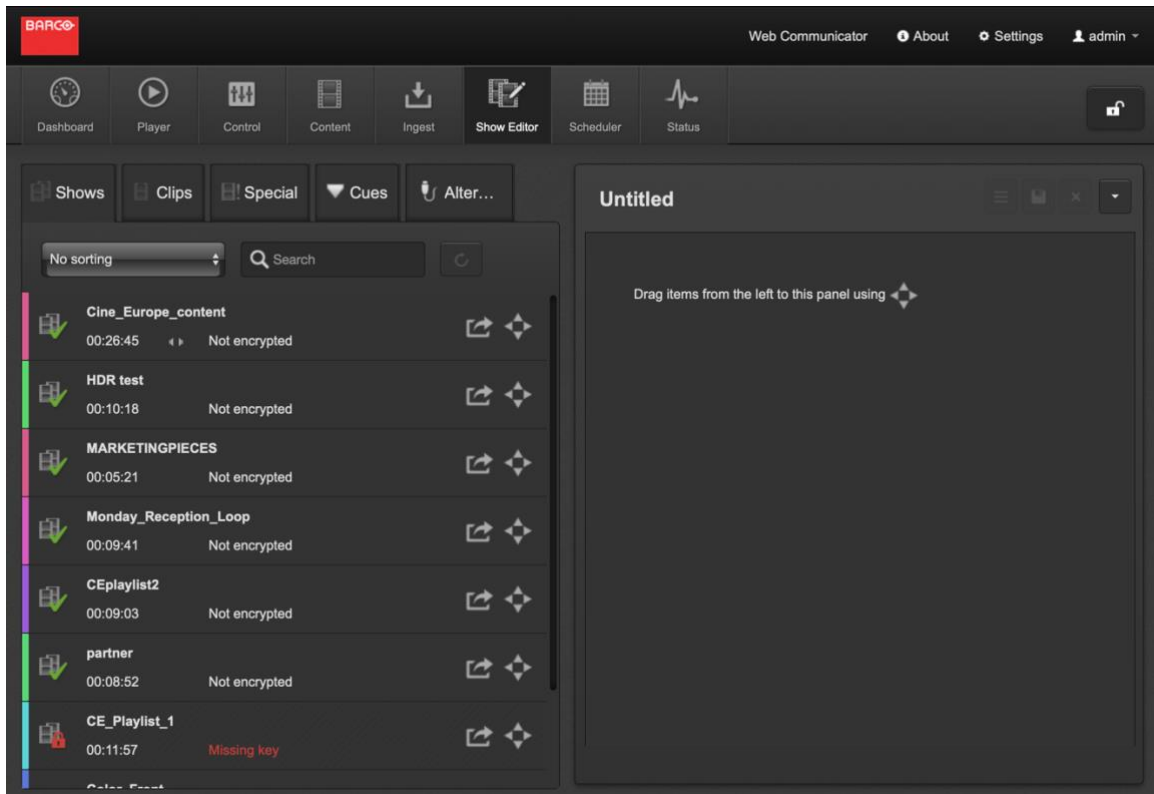 BARCO
Web Communicator About Settings admin
Dashboard Player Control Content Ingest Show Editor Scheduler Status
Shows Clips Special Cues Alter...
No sorting Search
Cine_Europe_content
00:26:45 Not encrypted
HDR test
00:10:18 Not encrypted
MARKETINGPIECES
00:05:21 Not encrypted
Monday_Reception_Loop
00:09:41 Not encrypted
CEplaylist2
00:09:03 Not encrypted
partner
00:08:52 Not encrypted
CE_Playlist_1
00:11:57 Missing key
Untitled
Drag items from the left to this panel using